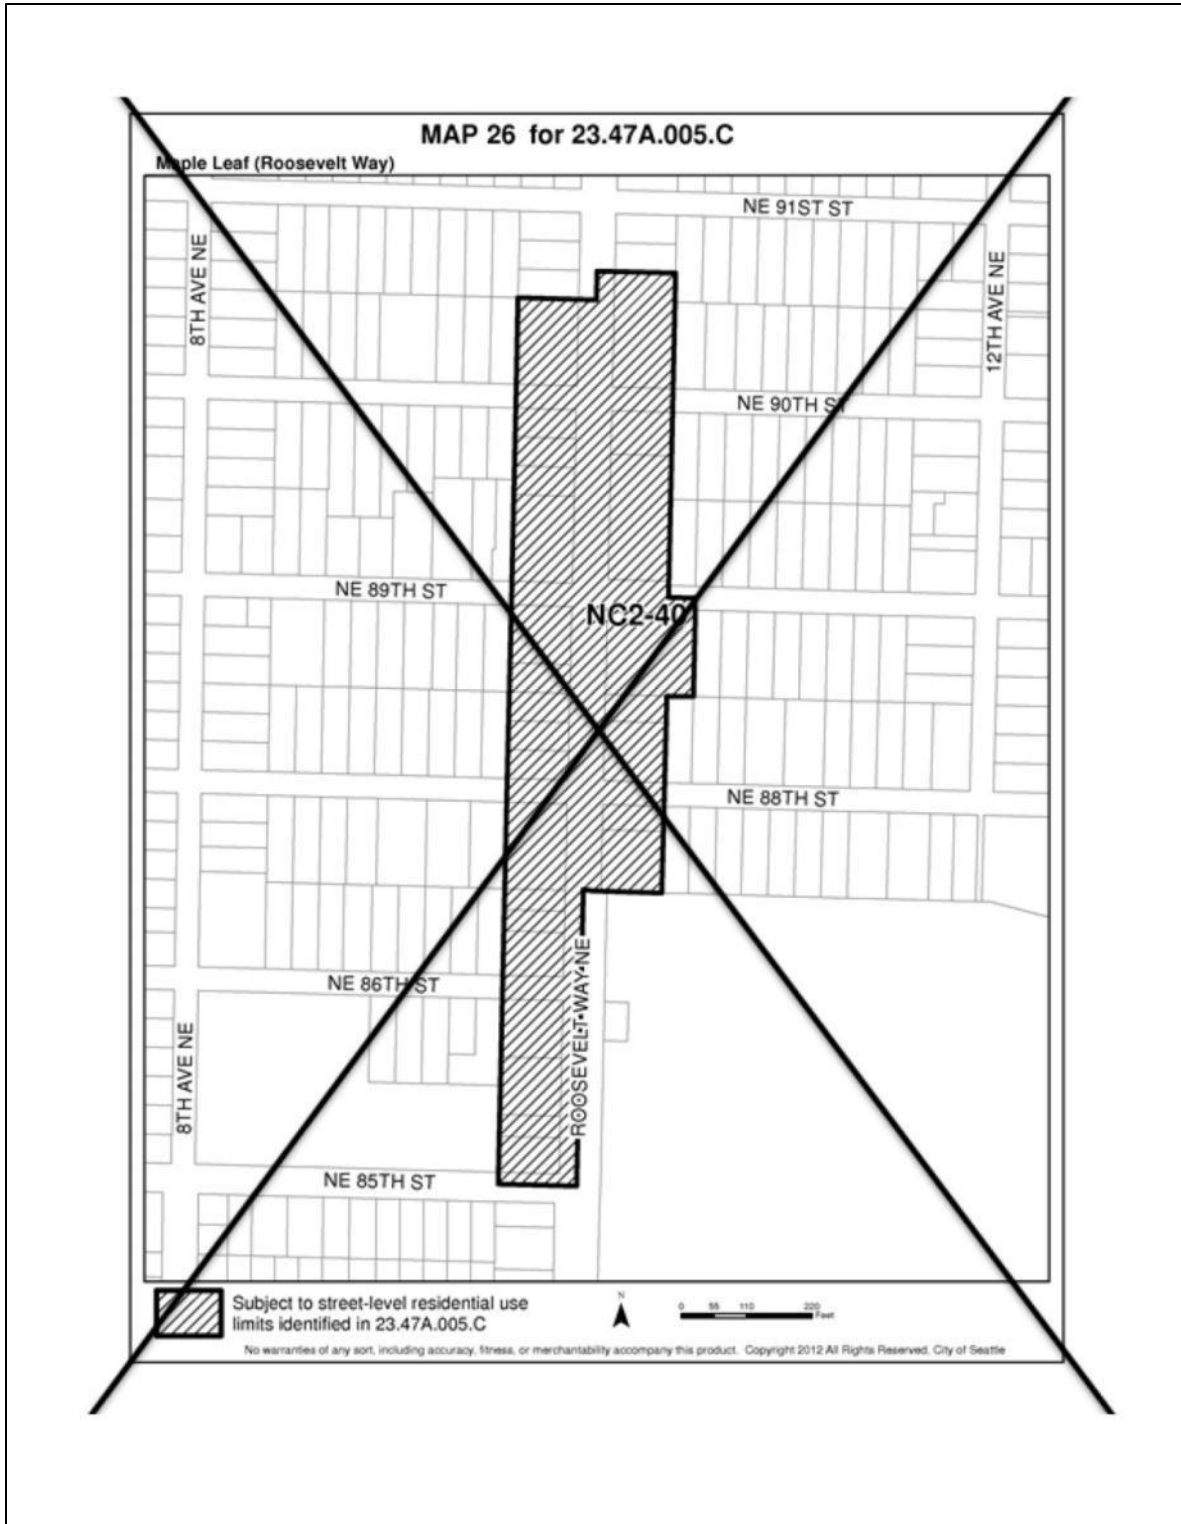 MAP 26 for 23.47A.005.C
Maple Leaf (Roosevelt Way)
NE 91ST ST
8TH AVE NE
12TH AVE NE
NE 90TH ST
NE 89TH ST
NC2-40
NE 88TH ST
ROOSEVELT WAY NE
NE 86TH ST
8TH AVE NE
NE 85TH ST
Subject to street-level residential use
limits identified in 23.47A.005.C
N
0 55 110 220
Feet
No warranties of any sort, including accuracy, fitness, or merchantability accompany this product. Copyright 2012 All Rights Reserved, City of Seattle